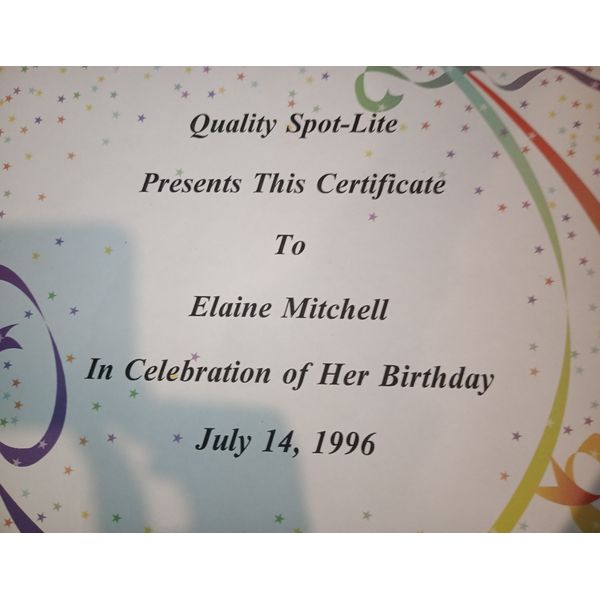 Quality Spot-Lite
Presents This Certificate
To
Elaine Mitchell
In Celebration of Her Birthday
July 14, 1996